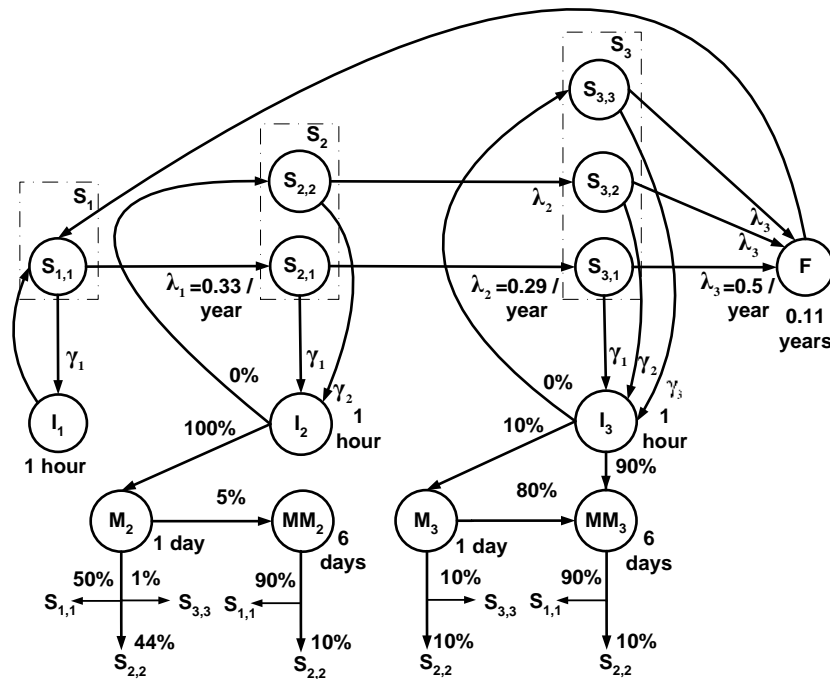 S3
S3,3
S2
S1
S2,2
λ2
S3,2
λ3
λ3
S1,1
λ1=0.33 /
year
S2,1
λ2=0.29 /
year
S3,1
λ3=0.5 /
year
F
0.11
years
γ1
0%
γ1
γ2
0%
γ1
γ2
γ3
I1
1 hour
100%
I2
1
hour
10%
I3
1
hour
90%
M2
5%
1 day
MM2
6
days
M3
80%
1 day
MM3
6
days
50%
1%
S1,1
S3,3
44%
S2,2
90%
S1,1
10%
S2,2
10%
S3,3
10%
S2,2
90%
S1,1
10%
S2,2